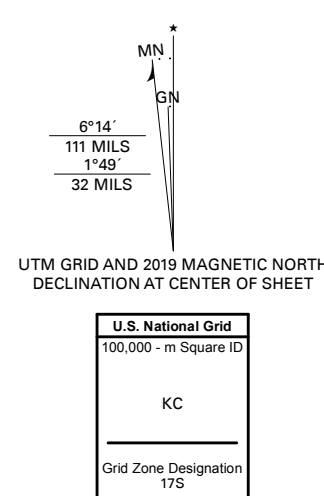 ★
MN
GN
6°14´
111 MILS
1°49´
32 MILS
UTM GRID AND 2019 MAGNETIC NORTH
DECLINATION AT CENTER OF SHEET
U.S. National Grid
100,000 - m Square ID
KC
Grid Zone Designation
17S